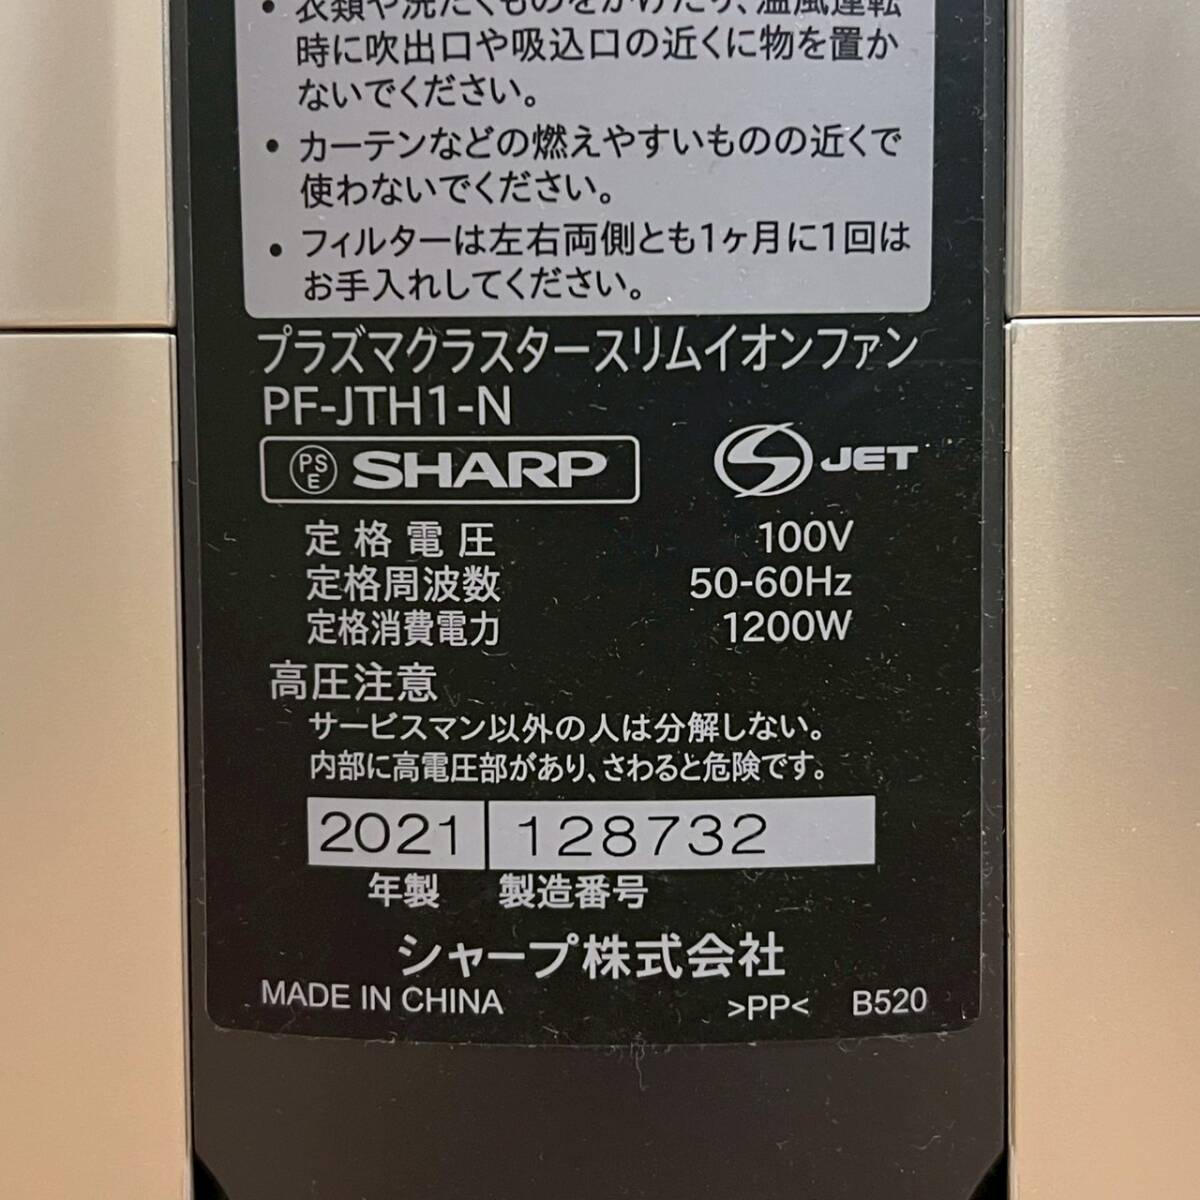 ・衣類や洗たくものをかけたり、温風運転
時に吹出口や吸込口の近くに物を置か
ないでください。
・カーテンなどの燃えやすいものの近くで
使わないでください。
・フィルターは左右両側とも1ヶ月に1回は
お手入れしてください。
プラズマクラスタースリムイオンファン
PF-JTH1-N
PSE SHARP S JET
定格電圧 100V
定格周波数 50-60Hz
定格消費電力 1200W
高圧注意
サービスマン以外の人は分解しない。
内部に高電圧部があり、さわると危険です。
2021 128732
年製 製造番号
シャープ株式会社
MADE IN CHINA >PP< B520